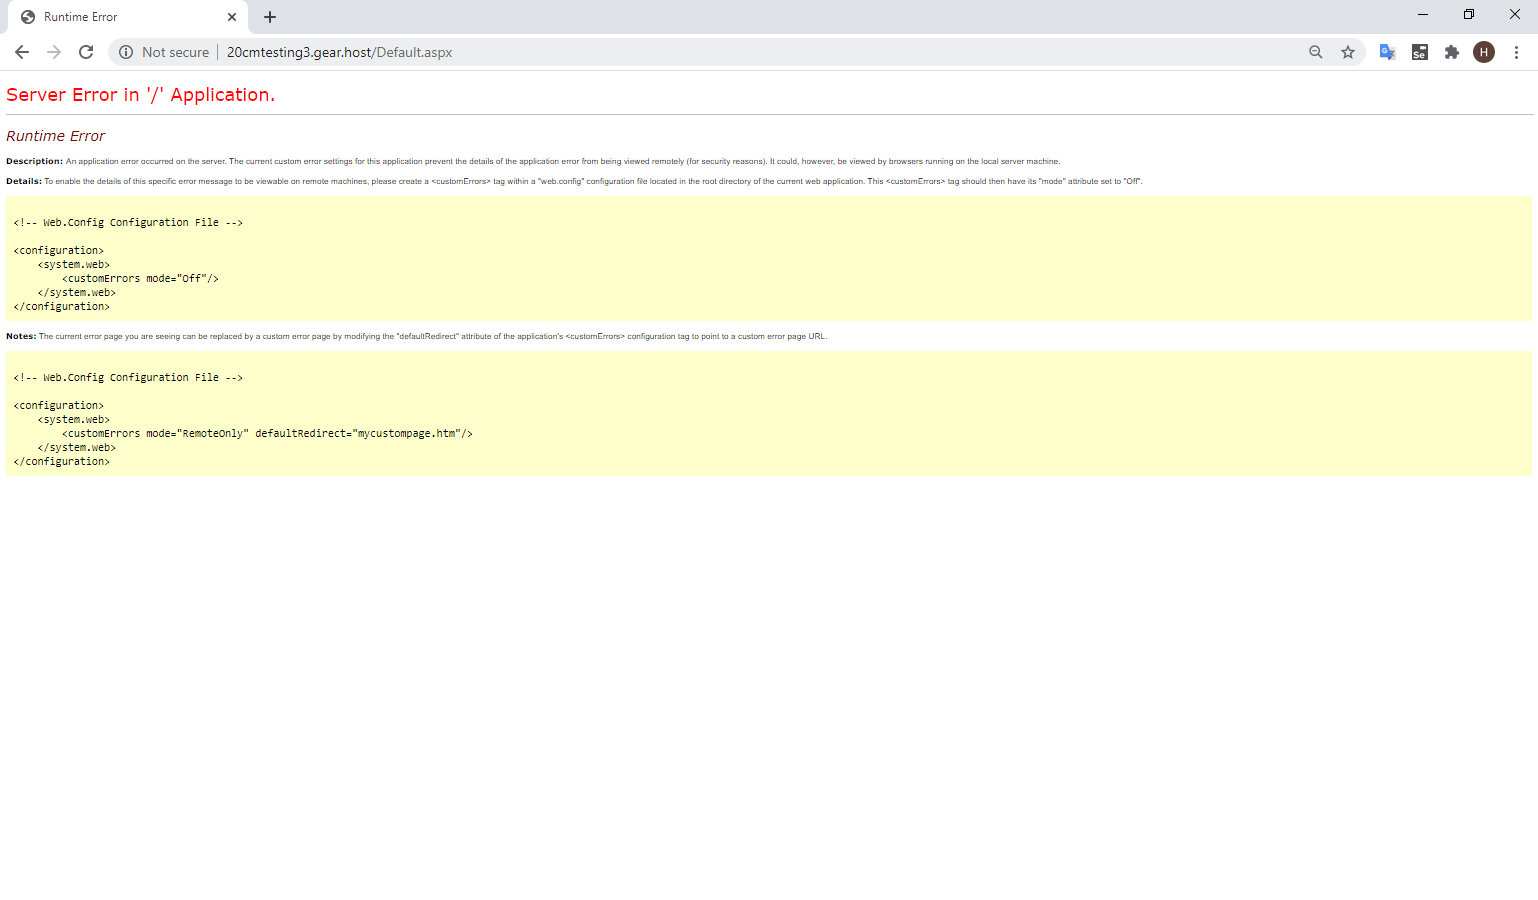 Runtime Error
Not secure
20cmtesting3.gear.host/Default.aspx
Se
H
Server Error in '/' Application.
Runtime Error
Description: An application error occurred on the server. The current custom error settings for this application prevent the details of the application error from being viewed remotely (for security reasons). It could, however, be viewed by browsers running on the local server machine.
Details: To enable the details of this specific error message to be viewable on remote machines, please create a <customErrors> tag within a "web.config" configuration file located in the root directory of the current web application. This <customErrors> tag should then have its "mode" attribute set to "Off".
<!-- Web.Config Configuration File -->
<configuration>
    <system.web>
        <customErrors mode="Off"/>
    </system.web>
</configuration>
Notes: The current error page you are seeing can be replaced by a custom error page by modifying the "defaultRedirect" attribute of the application's <customErrors> configuration tag to point to a custom error page URL.
<!-- Web.Config Configuration File -->
<configuration>
    <system.web>
        <customErrors mode="RemoteOnly" defaultRedirect="mycustompage.htm"/>
    </system.web>
</configuration>